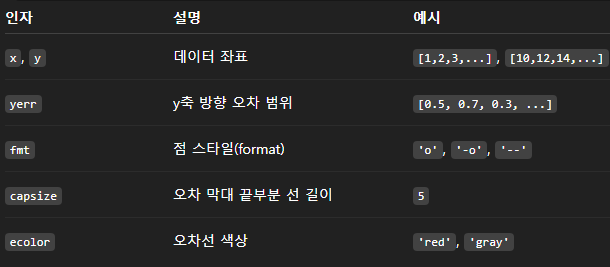 인자 설명 예시
x, y 데이터 좌표 [1,2,3,...], [10,12,14,...]
yerr y축 방향 오차 범위 [0.5, 0.7, 0.3, ...]
fmt 점 스타일(format) 'o', '-o', '--'
capsize 오차 막대 끝부분 선 길이 5
ecolor 오차선 색상 'red', 'gray'